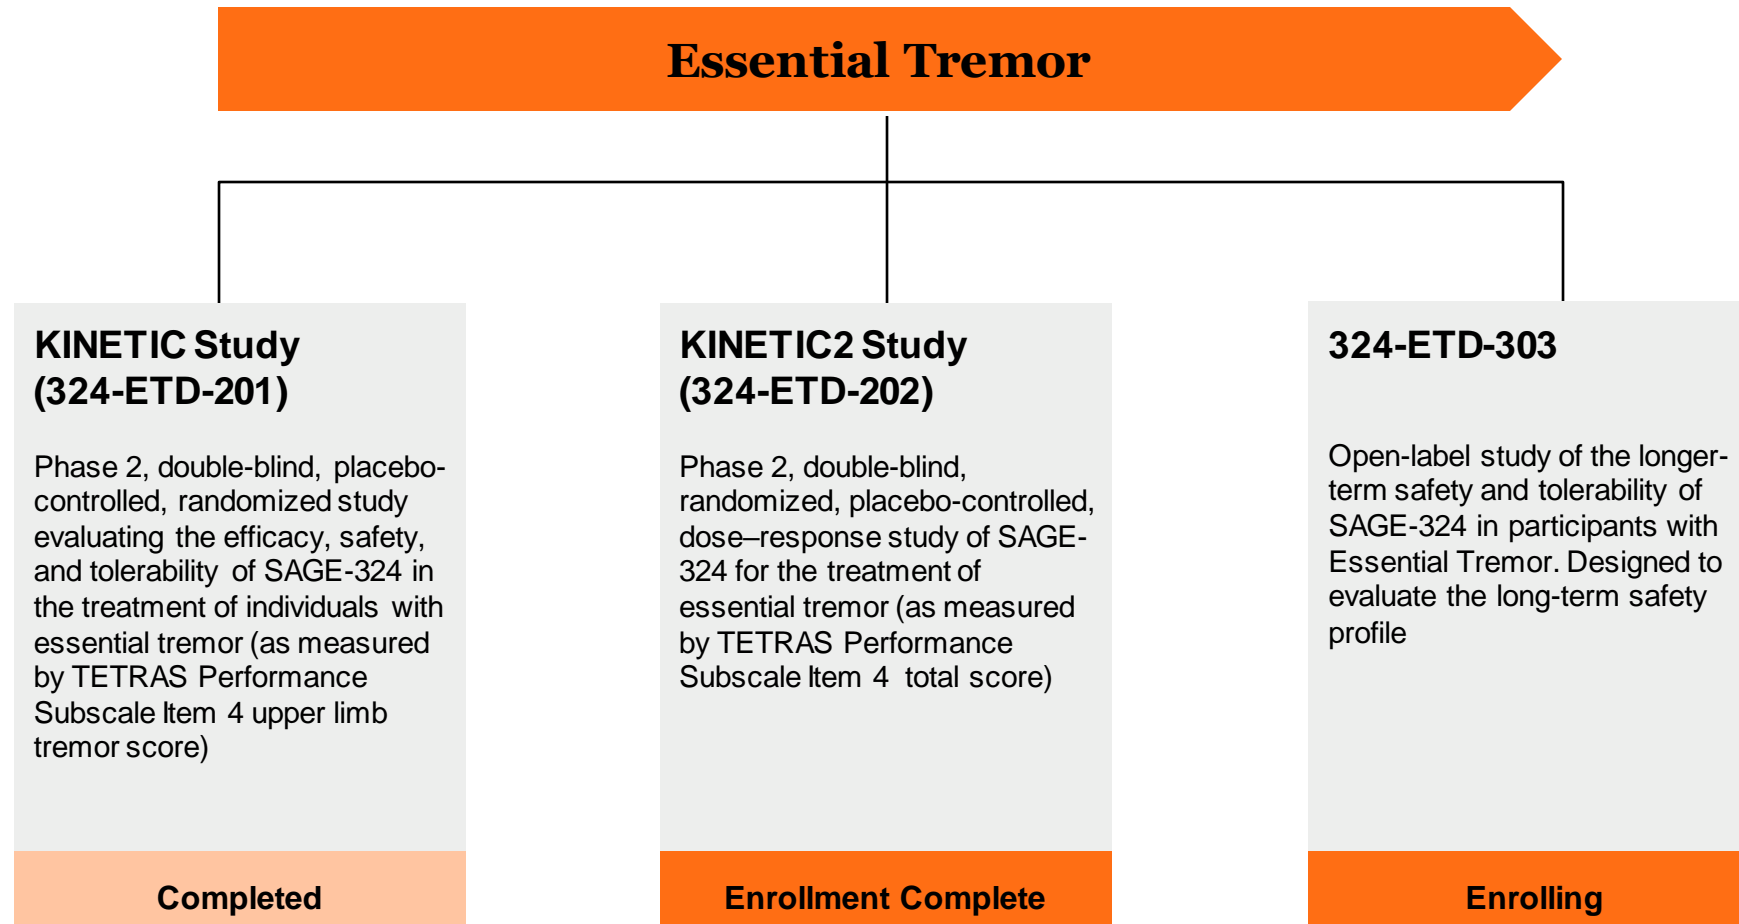 Essential Tremor
KINETIC Study
(324-ETD-201)
Phase 2, double-blind, placebo-
controlled, randomized study
evaluating the efficacy, safety,
and tolerability of SAGE-324 in
the treatment of individuals with
essential tremor (as measured
by TETRAS Performance
Subscale Item 4 upper limb
tremor score)
Completed
KINETIC2 Study
(324-ETD-202)
Phase 2, double-blind,
randomized, placebo-controlled,
dose–response study of SAGE-
324 for the treatment of
essential tremor (as measured
by TETRAS Performance
Subscale Item 4 total score)
Enrollment Complete
324-ETD-303
Open-label study of the longer-
term safety and tolerability of
SAGE-324 in participants with
Essential Tremor. Designed to
evaluate the long-term safety
profile
Enrolling